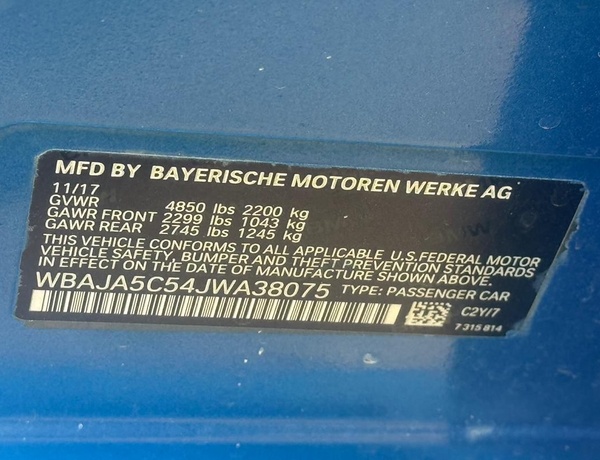 MFD BY BAYERISCHE MOTOREN WERKE AG
11/17
GVWR 4850 lbs 2200 kg
GAWR FRONT 2299 lbs 1043 kg
GAWR REAR 2745 lbs 1245 kg
THIS VEHICLE CONFORMS TO ALL APPLICABLE U.S.FEDERAL MOTOR
VEHICLE SAFETY, BUMPER AND THEFT PREVENTION STANDARDS
IN EFFECT ON THE DATE OF MANUFACTURE SHOWN ABOVE.
WBAJA5C54JWA38075 TYPE: PASSENGER CAR
C2Y/7
7 315 814